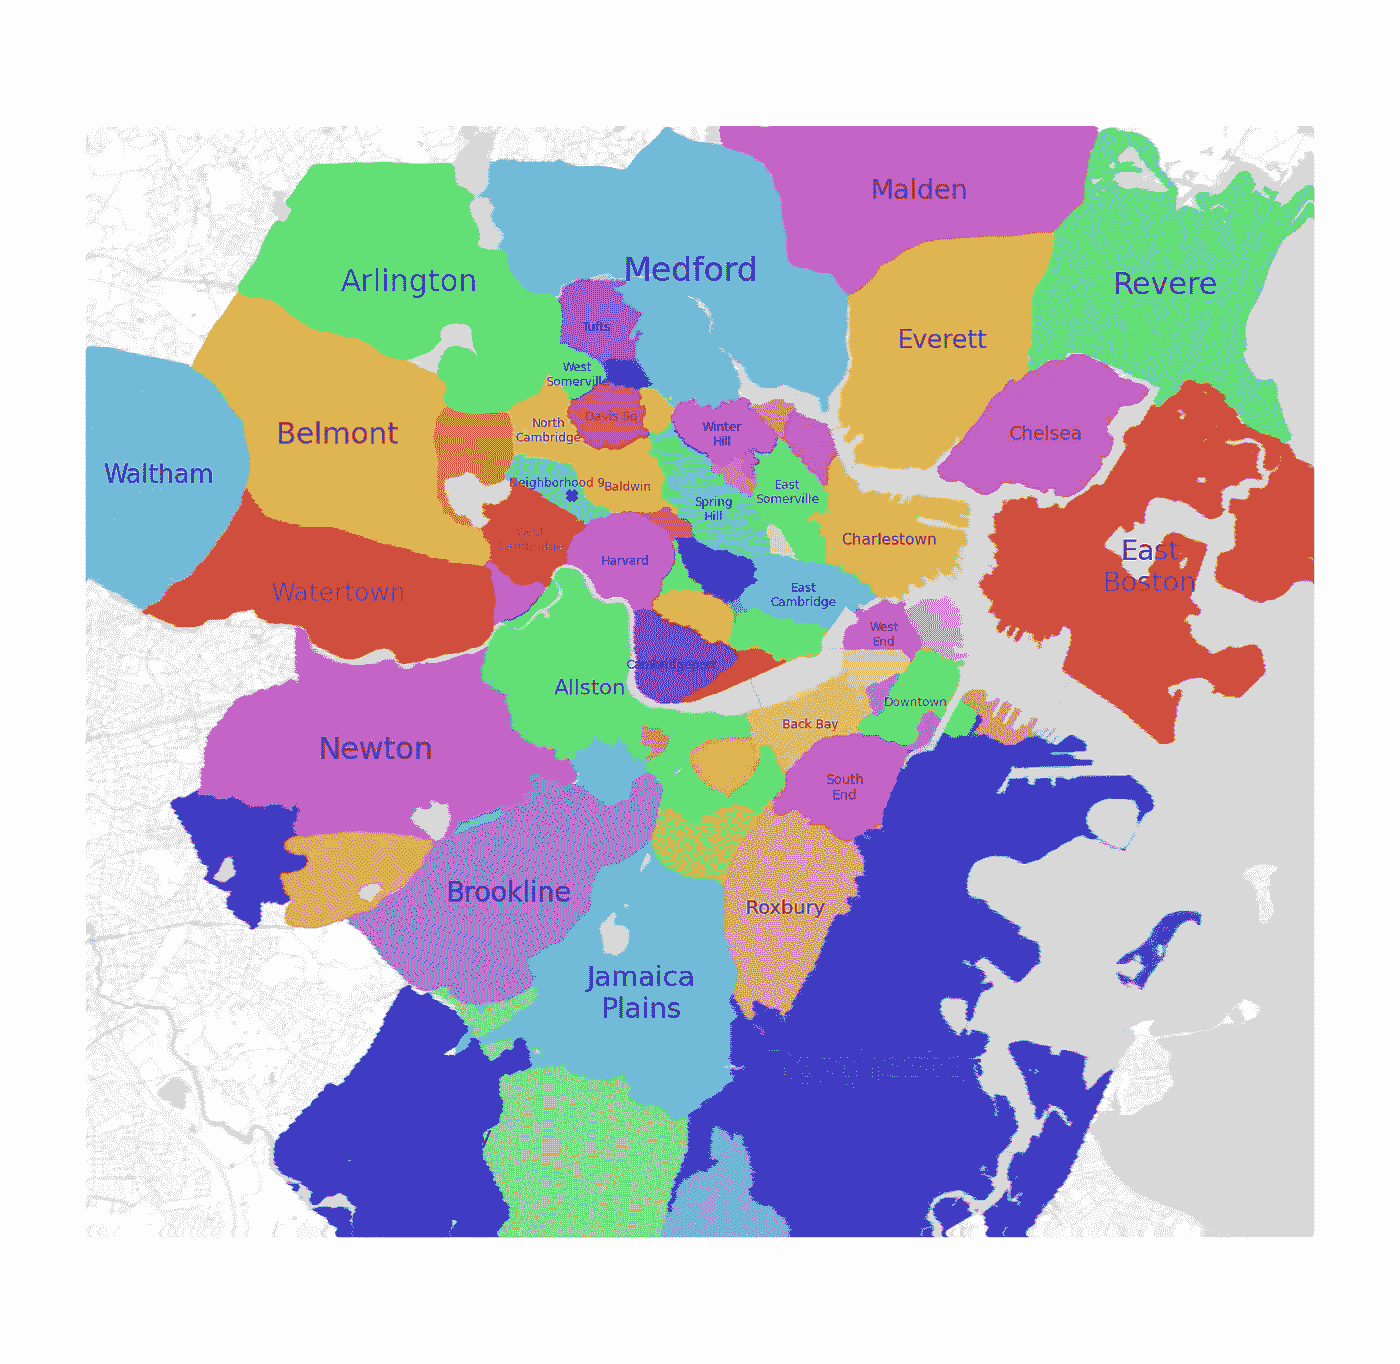 Malden
Medford
Arlington
Revere
Tufts
Everett
West
Somerville
Davis Sq
North
Cambridge
Winter
Hill
Chelsea
Belmont
Waltham
Neighborhood 9
Baldwin
East
Somerville
Spring
Hill
West
Cambridge
Charlestown
Harvard
East
Boston
Watertown
East
Cambridge
West
End
Cambridgeport
Allston
Downtown
Back Bay
Newton
South
End
Brookline
Roxbury
Jamaica
Plains
Dorchester